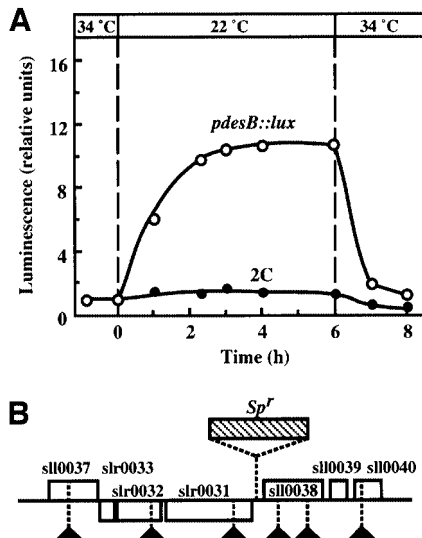 A
34 °C 22 °C 34 °C
16
12
8
4
0
Luminescence (relative units)
pdesB::lux
2C
0 2 4 6 8
Time (h)
B
Spʳ
sll0037 slr0033 sll0039 sll0040
slr0032 slr0031 sll0038